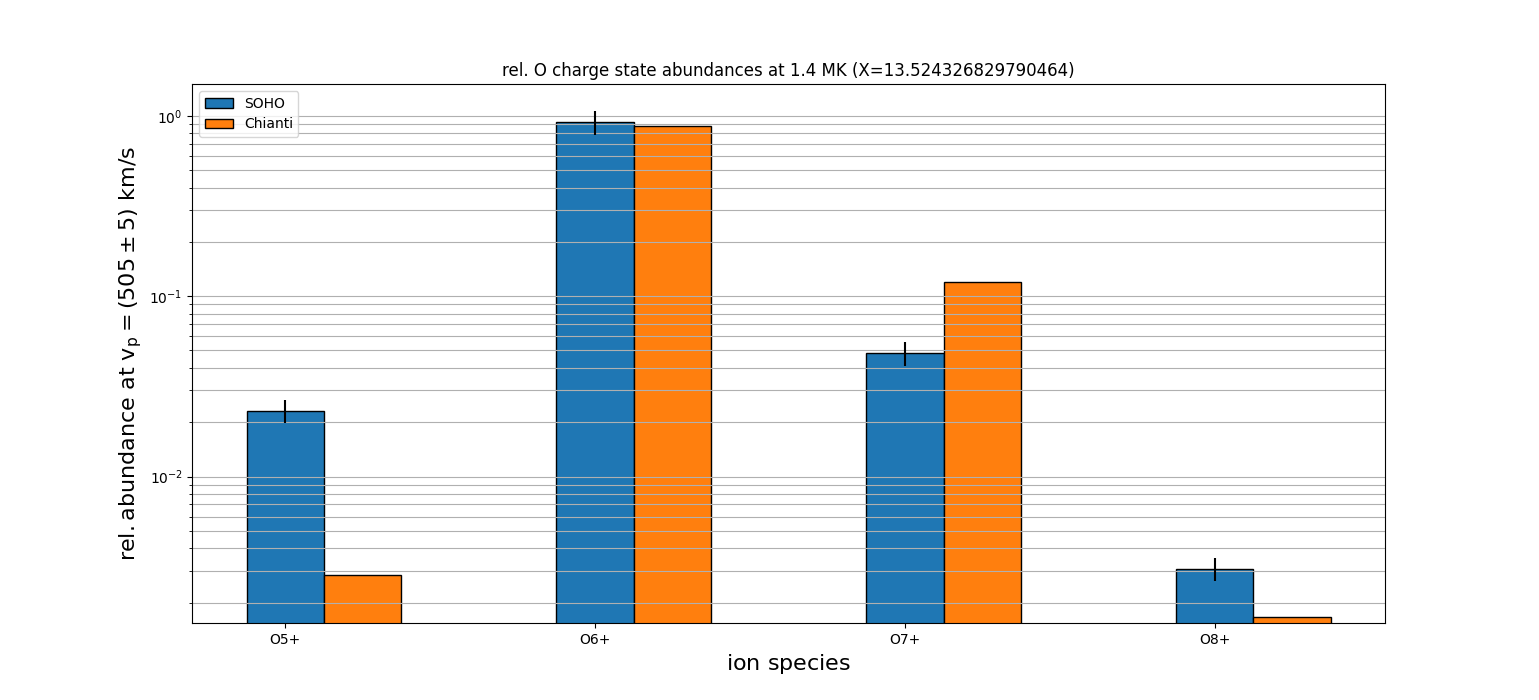 rel. O charge state abundances at 1.4 MK (X=13.524326829790464)
SOHO
Chianti
rel. abundance at vₚ = (505 ± 5) km/s
10⁰
10⁻¹
10⁻²
O5+ O6+ O7+ O8+
ion species